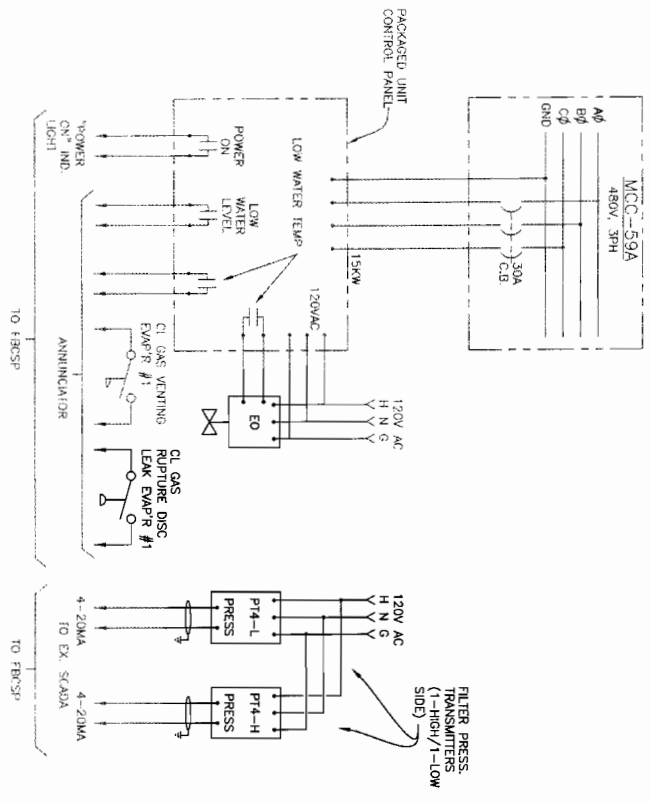 MCC-59A
480V, 3PH
AØ
BØ
CØ
GND
30A
C.B.
PACKAGED UNIT
CONTROL PANEL
15KW
LOW WATER TEMP
120VAC
POWER
ON
LOW
WATER
LEVEL
120V AC
H N G
EO
"POWER
ON" IND.
LIGHT
CL GAS VENTING
EVAP'R #1
CL GAS
RUPTURE DISC
LEAK EVAP'R #1
ANNUNCIATOR
TO FBCSP
120V AC
H N G
PT4-L
PRESS
PT4-H
PRESS
FILTER PRESS.
TRANSMITTERS
(1-HIGH/1-LOW
SIDE)
4-20MA
4-20MA
TO EX. SCADA
TO FBCSP